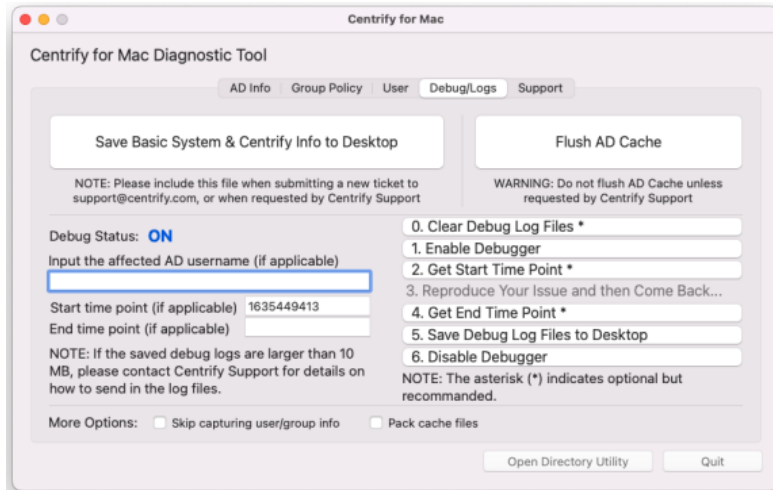 Centrify for Mac
Centrify for Mac Diagnostic Tool
AD Info
Group Policy
User
Debug/Logs
Support
Save Basic System & Centrify Info to Desktop
Flush AD Cache
NOTE: Please include this file when submitting a new ticket to
support@centrify.com, or when requested by Centrify Support
WARNING: Do not flush AD Cache unless
requested by Centrify Support
Debug Status: ON
Input the affected AD username (if applicable)
Start time point (if applicable) 1635449413
End time point (if applicable)
NOTE: If the saved debug logs are larger than 10
MB, please contact Centrify Support for details on
how to send in the log files.
0. Clear Debug Log Files *
1. Enable Debugger
2. Get Start Time Point *
3. Reproduce Your Issue and then Come Back...
4. Get End Time Point *
5. Save Debug Log Files to Desktop
6. Disable Debugger
NOTE: The asterisk (*) indicates optional but
recommanded.
More Options:
Skip capturing user/group info
Pack cache files
Open Directory Utility
Quit